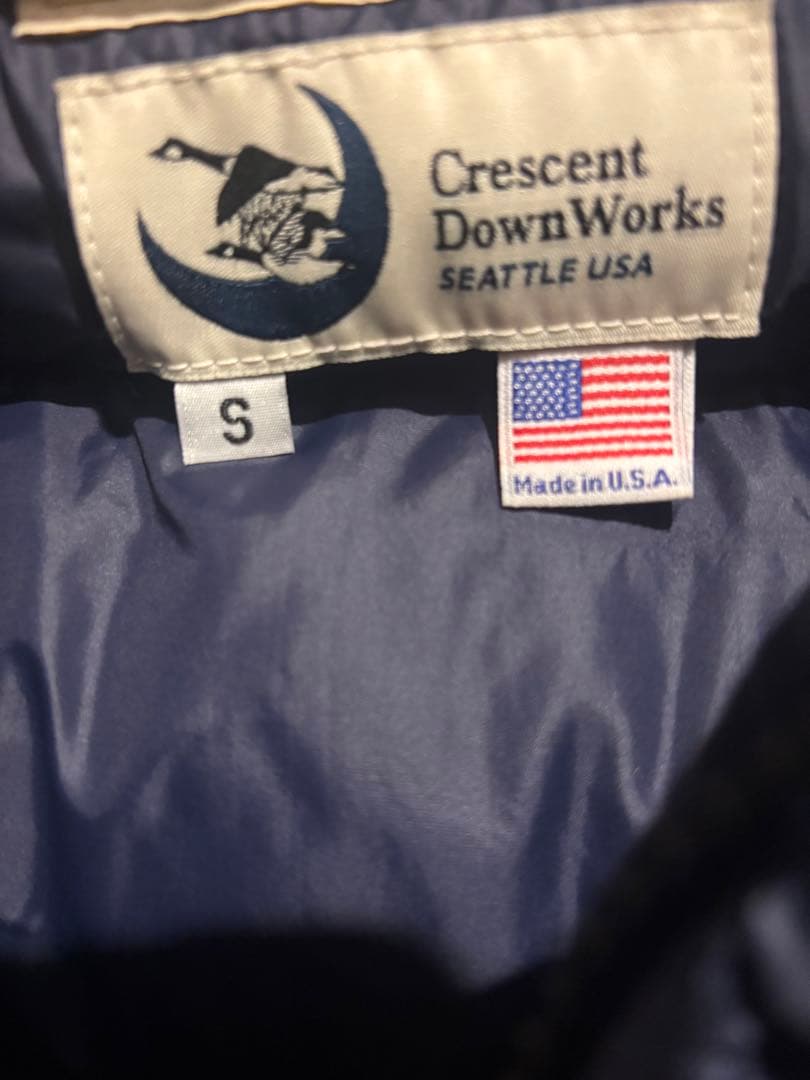 Crescent
DownWorks
SEATTLE USA
S
Made in U.S.A.